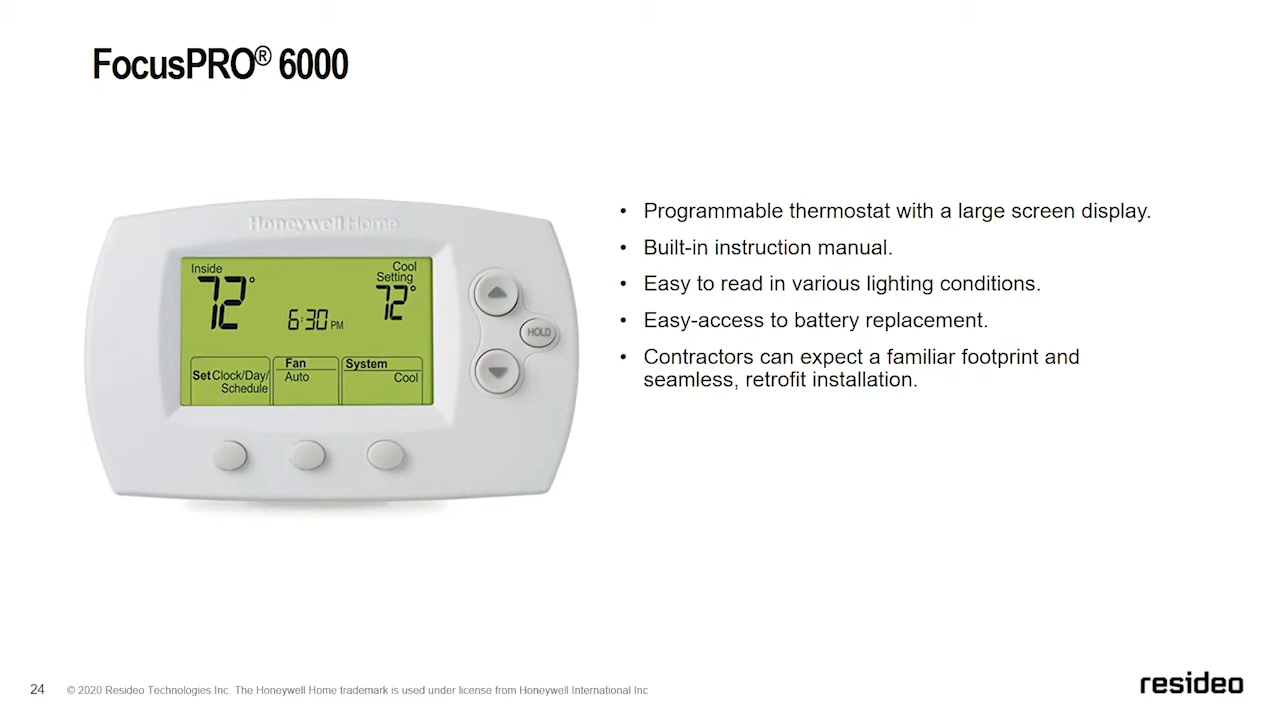 FocusPRO® 6000
Honeywell Home
Inside
72°
Cool
Setting
72°
6:30 PM
Set Clock/Day/
Schedule
Fan
Auto
System
Cool
HOLD
• Programmable thermostat with a large screen display.
• Built-in instruction manual.
• Easy to read in various lighting conditions.
• Easy-access to battery replacement.
• Contractors can expect a familiar footprint and
seamless, retrofit installation.
24
© 2020 Resideo Technologies Inc. The Honeywell Home trademark is used under license from Honeywell International Inc
resideo